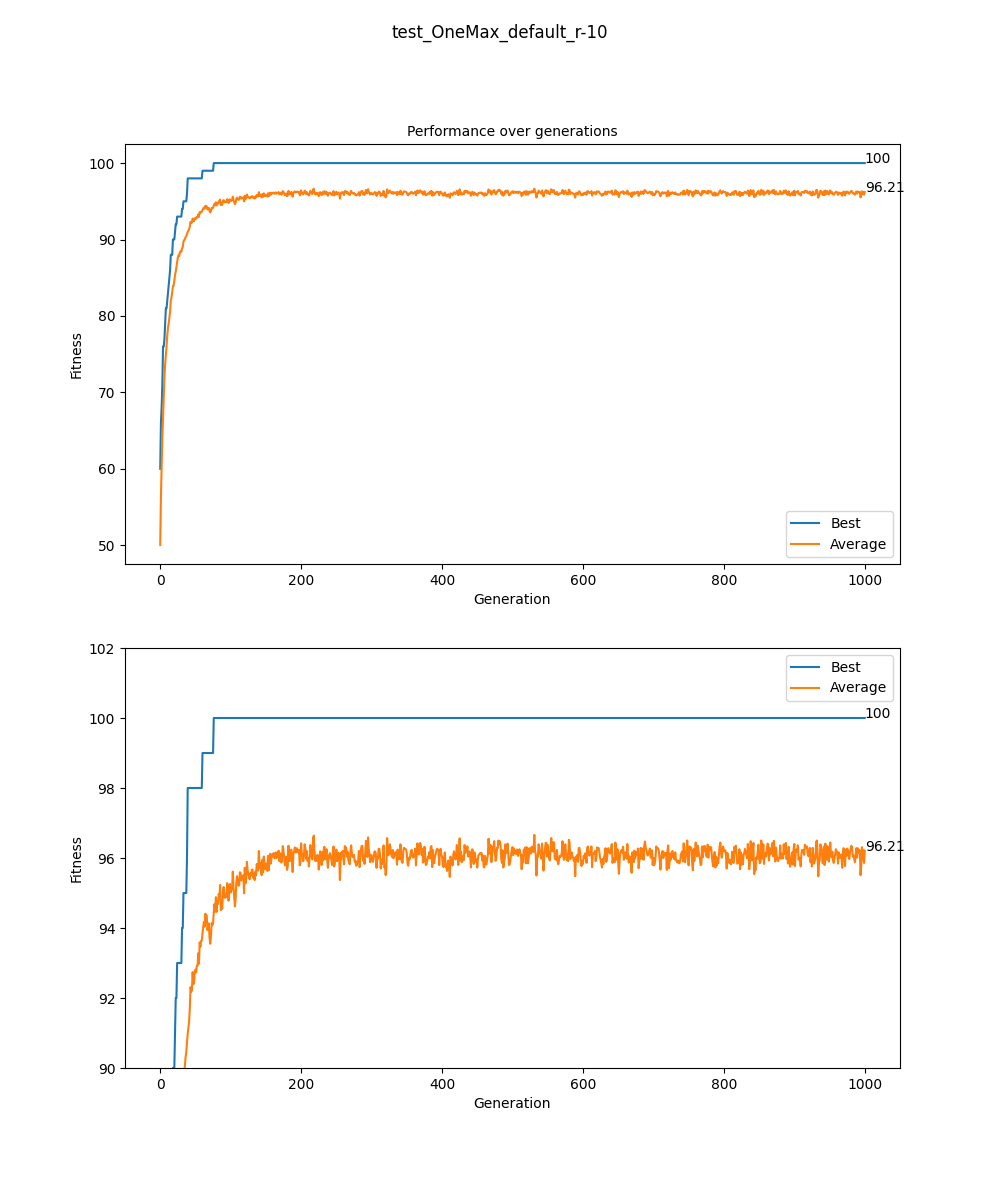 test_OneMax_default_r-10
Performance over generations
100
96.21
100
90
80
70
60
50
Fitness
Best
Average
0 200 400 600 800 1000
Generation
102
100
98
96
94
92
90
Fitness
Best
Average
100
96.21
0 200 400 600 800 1000
Generation